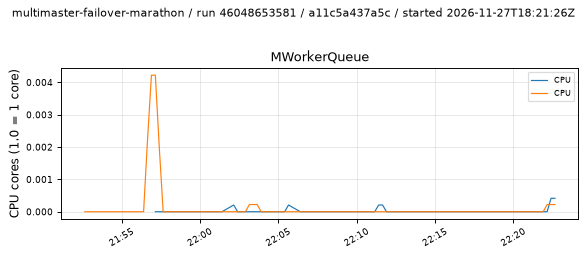 multimaster-failover-marathon / run 46048653581 / a11c5a437a5c / started 2026-11-27T18:21:26Z
MWorkerQueue
CPU cores (1.0 = 1 core)
0.004
0.003
0.002
0.001
0.000
CPU
CPU
21:55
22:00
22:05
22:10
22:15
22:20